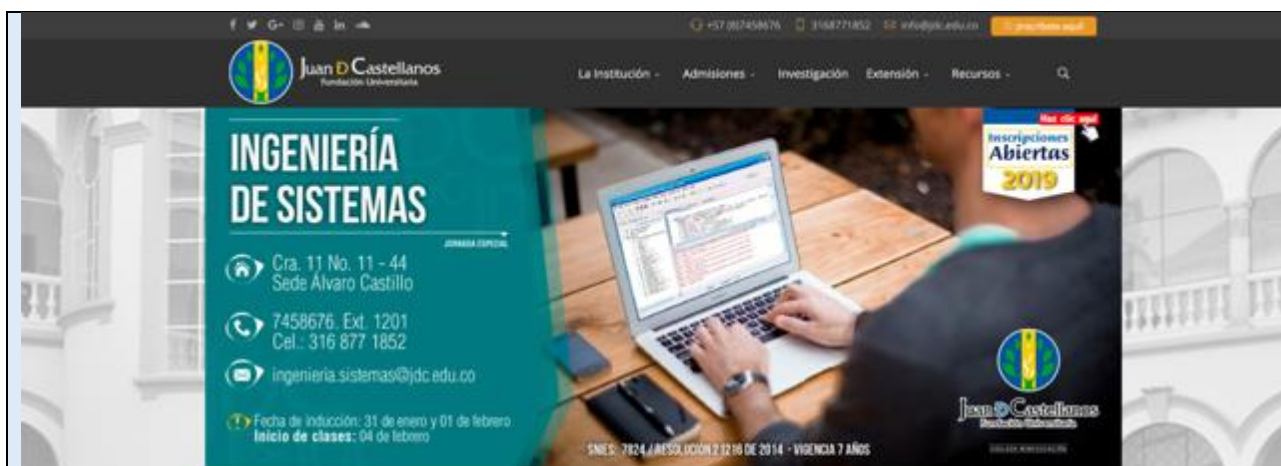 +57 (8)7458676 3168771852 info@jdc.edu.co
Juan D Castellanos
Fundación Universitaria
La Institución Admisiones Investigación Extensión Recursos
Haz clic aquí
Inscripciones
Abiertas
2019
INGENIERÍA
DE SISTEMAS
JORNADA ESPECIAL
Cra. 11 No. 11 - 44
Sede Álvaro Castillo
7458676. Ext. 1201
Cel.: 316 877 1852
ingenieria.sistemas@jdc.edu.co
Fecha de inducción: 31 de enero y 01 de febrero
Inicio de clases: 04 de febrero
Juan D Castellanos
Fundación Universitaria
SNIES: 7824 / RESOLUCIÓN 21216 DE 2014 - VIGENCIA 7 AÑOS